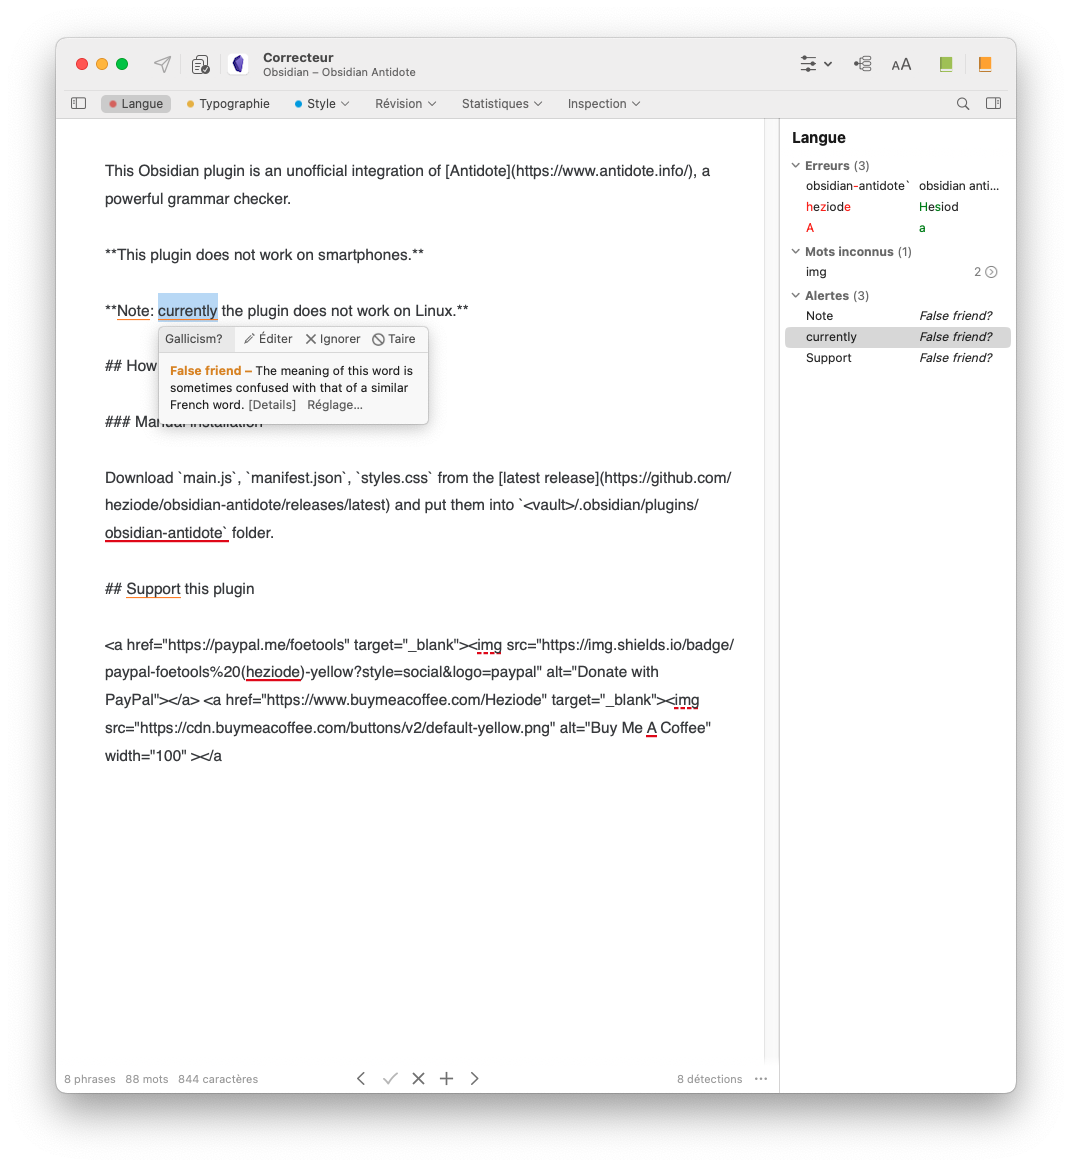 Correcteur
Obsidian – Obsidian Antidote
AA
Langue
Typographie
Style
Révision
Statistiques
Inspection
This Obsidian plugin is an unofficial integration of [Antidote](https://www.antidote.info/), a
powerful grammar checker.
**This plugin does not work on smartphones.**
**Note: currently the plugin does not work on Linux.**
Gallicism? Éditer Ignorer Taire
False friend – The meaning of this word is
sometimes confused with that of a similar
French word. [Details] Réglage...
## How
### Manual installation
Download `main.js`, `manifest.json`, `styles.css` from the [latest release](https://github.com/
heziode/obsidian-antidote/releases/latest) and put them into `<vault>/.obsidian/plugins/
obsidian-antidote` folder.
## Support this plugin
<a href="https://paypal.me/foetools" target="_blank"><img src="https://img.shields.io/badge/
paypal-foetools%20(heziode)-yellow?style=social&logo=paypal" alt="Donate with
PayPal"></a> <a href="https://www.buymeacoffee.com/Heziode" target="_blank"><img
src="https://cdn.buymeacoffee.com/buttons/v2/default-yellow.png" alt="Buy Me A Coffee"
width="100" ></a
Langue
Erreurs (3)
obsidian-antidote` obsidian anti...
heziode Hesiod
A a
Mots inconnus (1)
img 2
Alertes (3)
Note False friend?
currently False friend?
Support False friend?
8 phrases 88 mots 844 caractères
8 détections ...